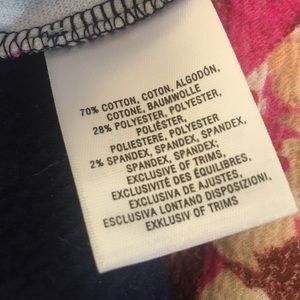 70% COTTON, COTON, ALGODÓN,
COTONE, BAUMWOLLE
28% POLYESTER, POLYESTER,
POLIÉSTER,
POLIESTERE, POLYESTER
2% SPANDEX, SPANDEX,
SPANDEX, SPANDEX;
EXCLUSIVE OF TRIMS,
EXCLUSIVITÉ DES ÉQUILIBRES,
EXCLUSIVA DE AJUSTES,
ESCLUSIVA LONTANO DISPOSIZIONI,
EXKLUSIV OF TRIMS